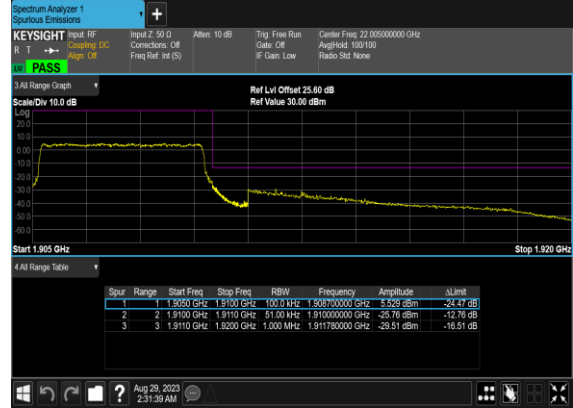 Spectrum Analyzer 1
Spurious Emissions
KEYSIGHT Input: RF Input Z: 50 Ω Atten: 10 dB Trig: Free Run Center Freq: 22.005000000 GHz
R T Coupling: DC Corrections: Off Gate: Off Avg|Hold: 100/100
Align: Off Freq Ref: Int (S) IF Gain: Low Radio Std: None
PASS
3 All Range Graph
Ref Lvl Offset 25.60 dB
Scale/Div 10.0 dB Ref Value 30.00 dBm
Log
20.0
10.0
0.00
-10.0
-20.0
-30.0
-40.0
-50.0
-60.0
Start 1.905 GHz Stop 1.920 GHz
4 All Range Table
Spur Range Start Freq Stop Freq RBW Frequency Amplitude ΔLimit
1 1 1.9050 GHz 1.9100 GHz 100.0 kHz 1.908700000 GHz 5.529 dBm -24.47 dB
2 2 1.9100 GHz 1.9110 GHz 51.00 kHz 1.910000000 GHz -25.76 dBm -12.76 dB
3 3 1.9110 GHz 1.9200 GHz 1.000 MHz 1.911780000 GHz -29.51 dBm -16.51 dB
? Aug 29, 2023
2:31:39 AM